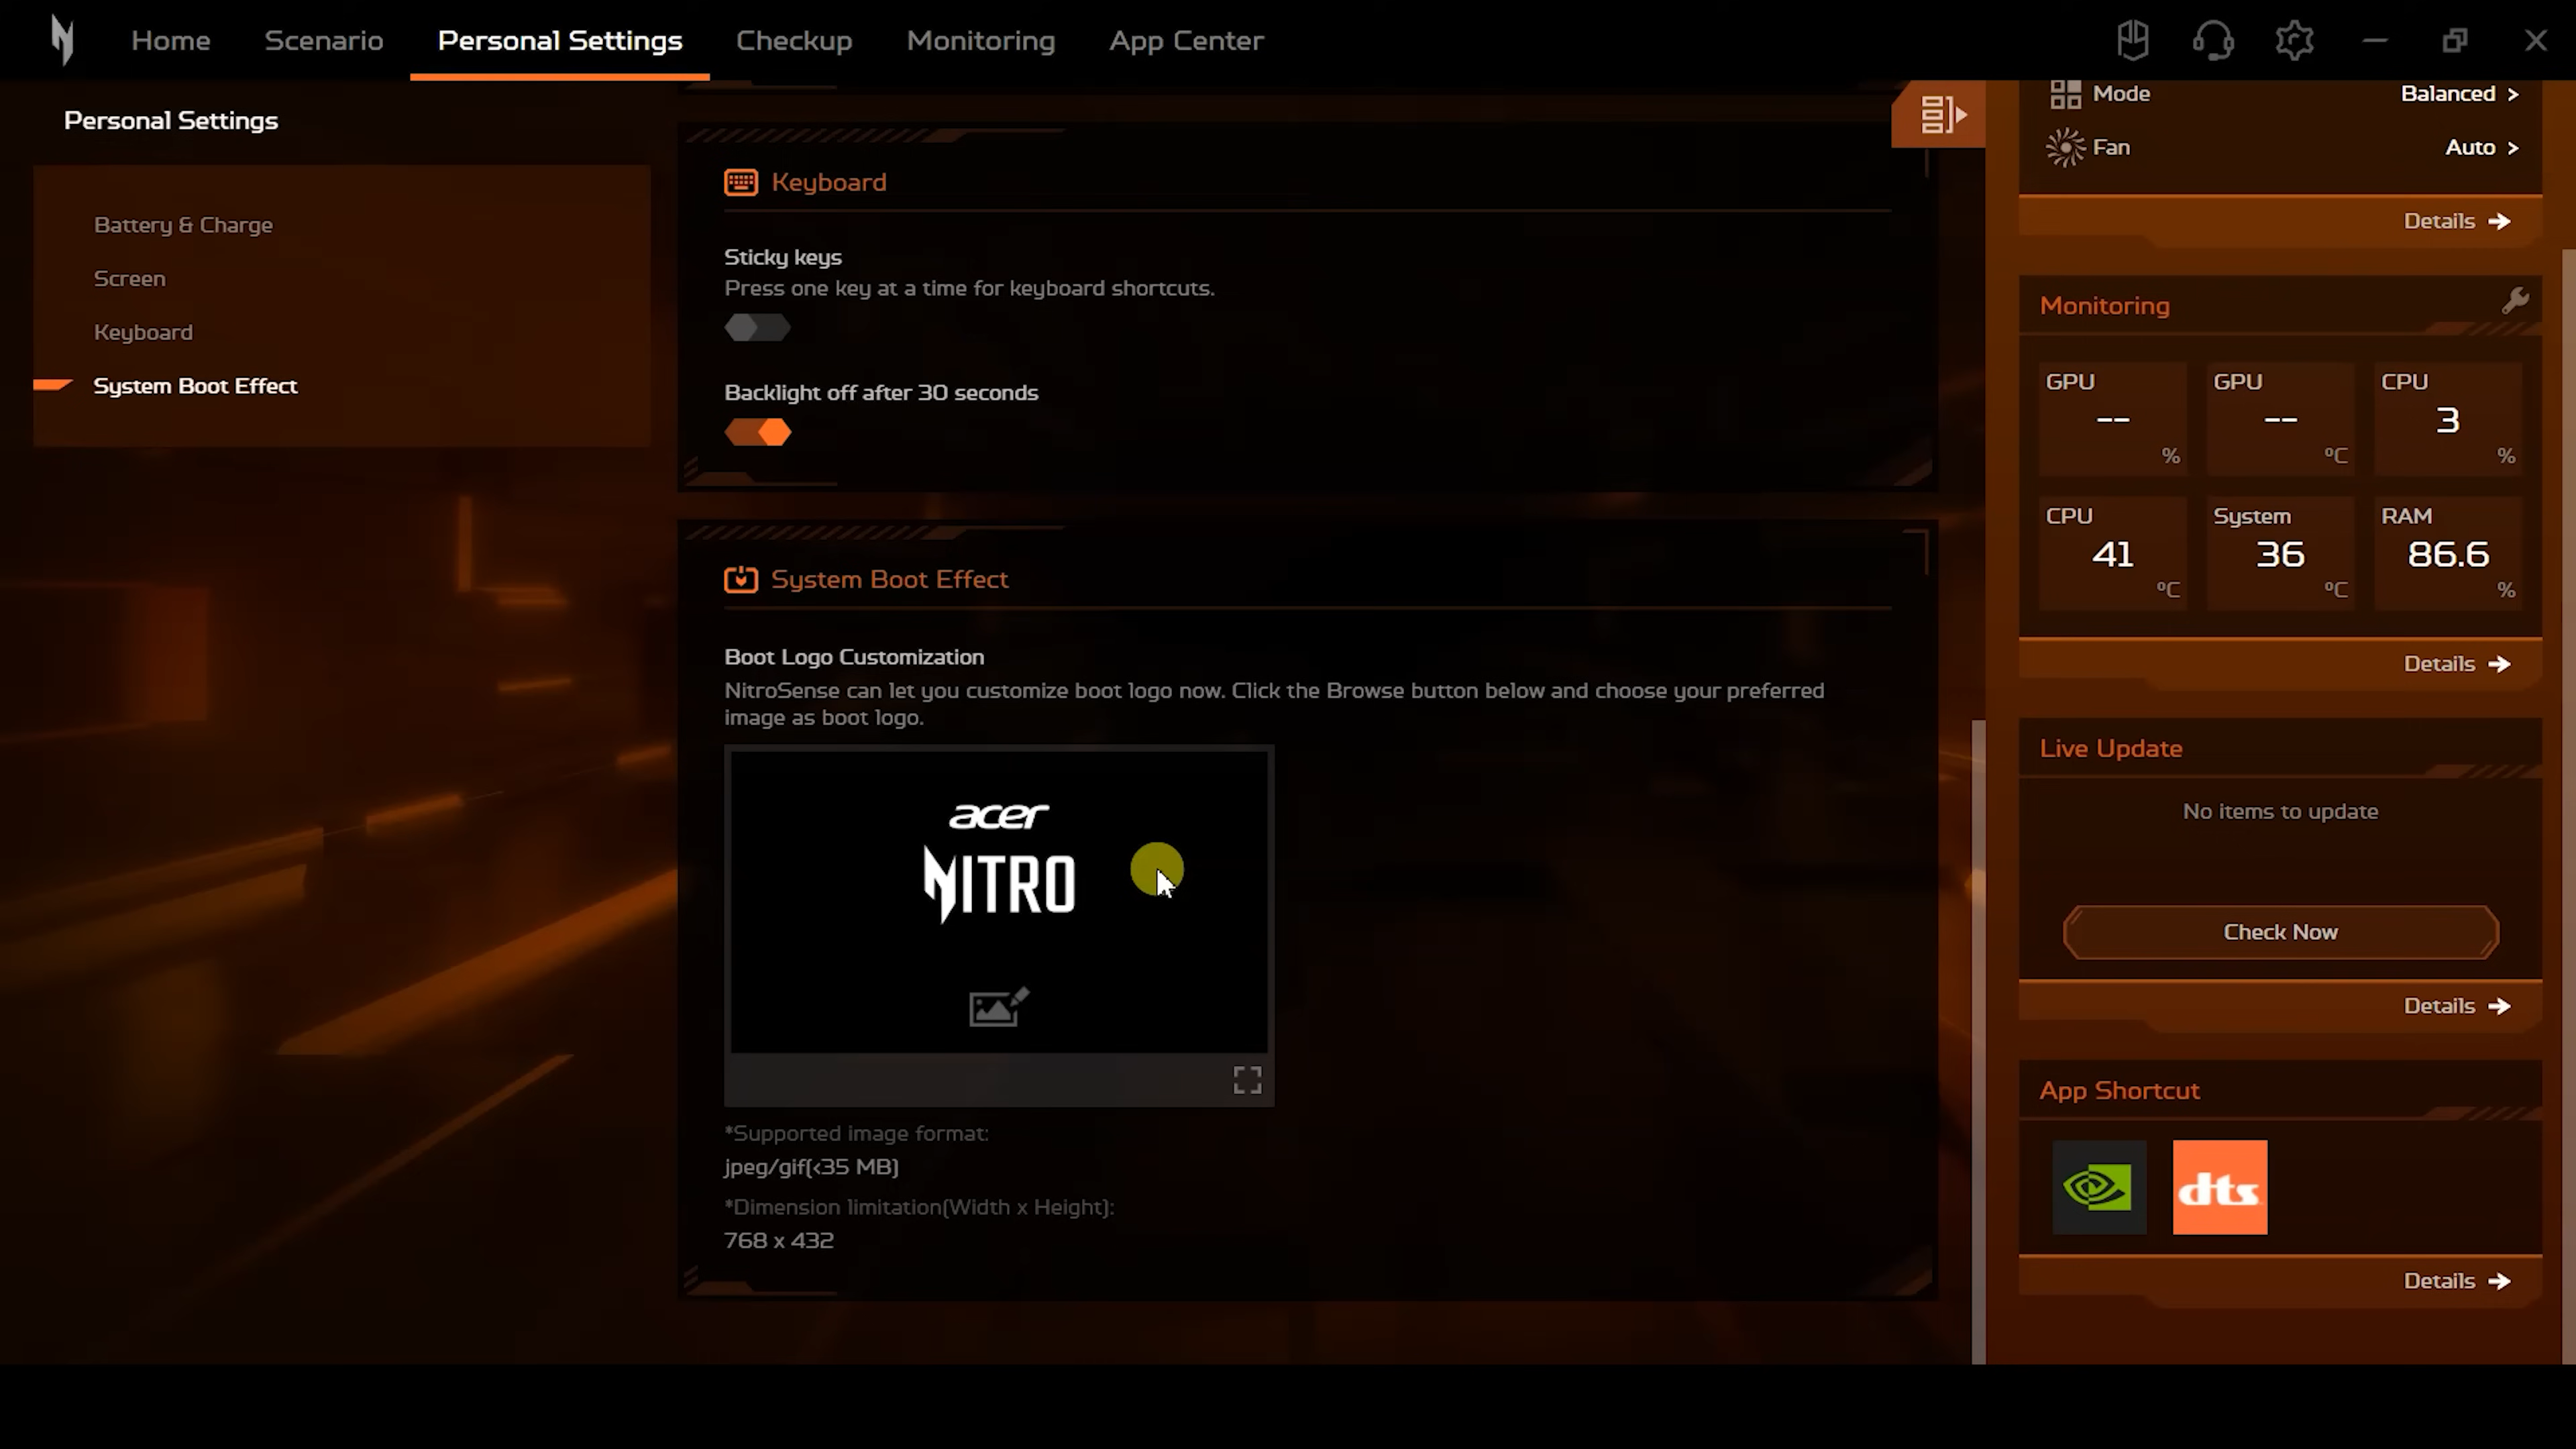 Home
Scenario
Personal Settings
Checkup
Monitoring
App Center
Personal Settings
Battery & Charge
Screen
Keyboard
System Boot Effect
Keyboard
Sticky keys
Press one key at a time for keyboard shortcuts.
Backlight off after 30 seconds
System Boot Effect
Boot Logo Customization
NitroSense can let you customize boot logo now. Click the Browse button below and choose your preferred
image as boot logo.
acer
NITRO
*Supported image format:
jpeg/gif(<35 MB)
*Dimension limitation(Width x Height):
768 x 432
Mode
Balanced >
Fan
Auto >
Details
Monitoring
GPU
--
%
GPU
--
°C
CPU
3
%
CPU
41
°C
System
36
°C
RAM
86.6
%
Details
Live Update
No items to update
Check Now
Details
App Shortcut
dts
Details